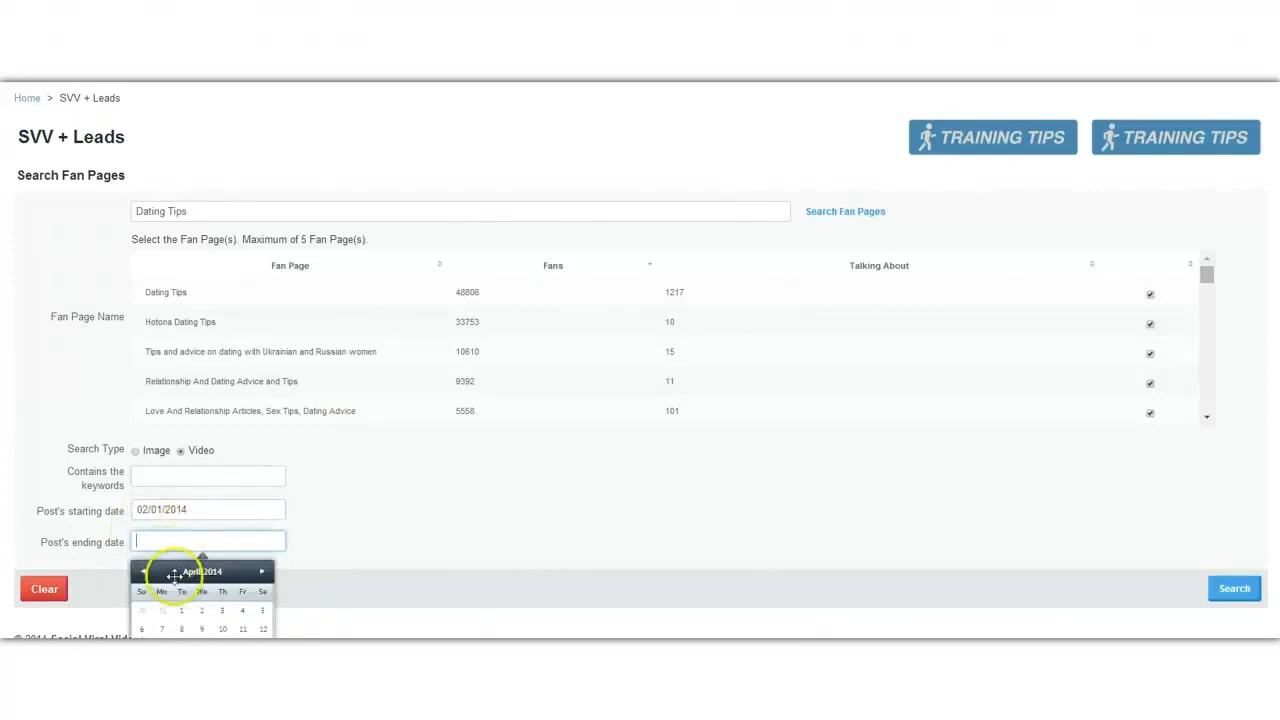 Home > SVV + Leads
SVV + Leads
TRAINING TIPS TRAINING TIPS
Search Fan Pages
Dating Tips Search Fan Pages
Select the Fan Page(s). Maximum of 5 Fan Page(s).
Fan Page Fans Talking About
Dating Tips 48806 1217
Fan Page Name
Hotona Dating Tips 33753 10
Tips and advice on dating with Ukrainian and Russian women 10610 15
Relationship And Dating Advice and Tips 9392 11
Love And Relationship Articles, Sex Tips, Dating Advice 5558 101
Search Type Image Video
Contains the
keywords
Post's starting date 02/01/2014
Post's ending date
April 2014
Clear Search
Su Mo Tu We Th Fr Sa
30 31 1 2 3 4 5
6 7 8 9 10 11 12
© 2014 Social Viral